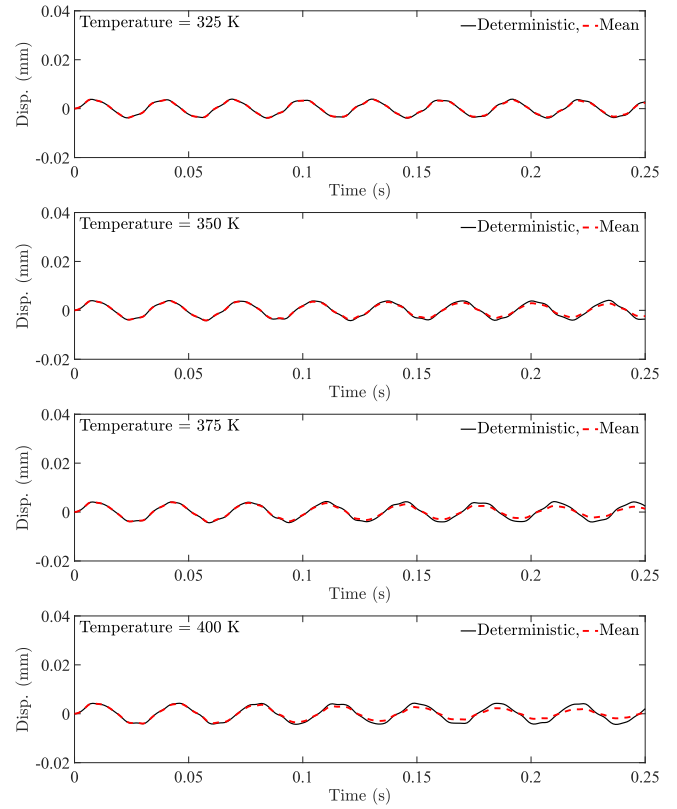 0.04
Temperature = 325 K
Deterministic, Mean
0.02
0
-0.02
Disp. (mm)
0 0.05 0.1 0.15 0.2 0.25
Time (s)
0.04
Temperature = 350 K
Deterministic, Mean
0.02
0
-0.02
Disp. (mm)
0 0.05 0.1 0.15 0.2 0.25
Time (s)
0.04
Temperature = 375 K
Deterministic, Mean
0.02
0
-0.02
Disp. (mm)
0 0.05 0.1 0.15 0.2 0.25
Time (s)
0.04
Temperature = 400 K
Deterministic, Mean
0.02
0
-0.02
Disp. (mm)
0 0.05 0.1 0.15 0.2 0.25
Time (s)